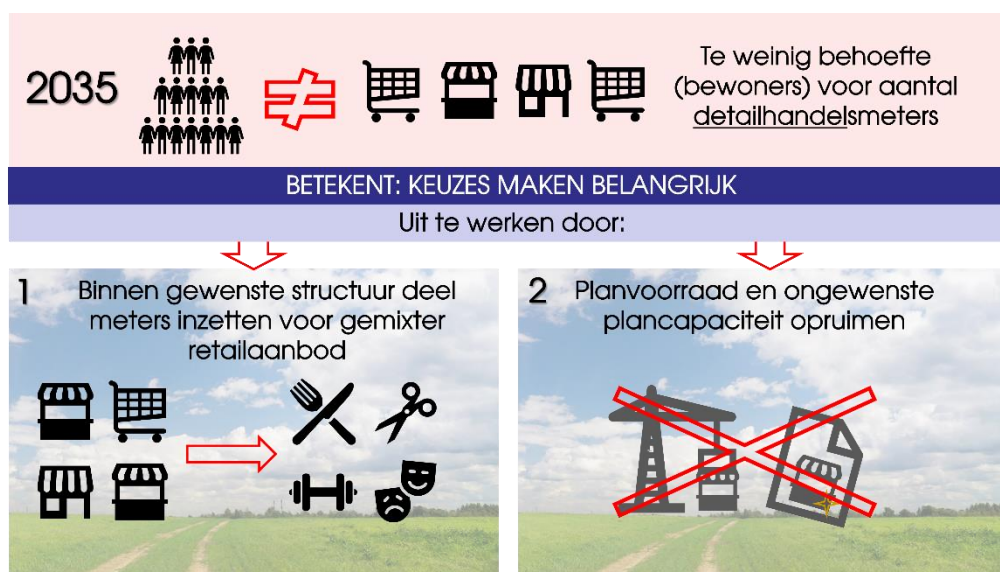 2035
Te weinig behoefte
(bewoners) voor aantal
detailhandelsmeters
BETEKENT: KEUZES MAKEN BELANGRIJK
Uit te werken door:
1 Binnen gewenste structuur deel
meters inzetten voor gemixter
retailaanbod
2 Planvoorraad en ongewenste
plancapaciteit opruimen